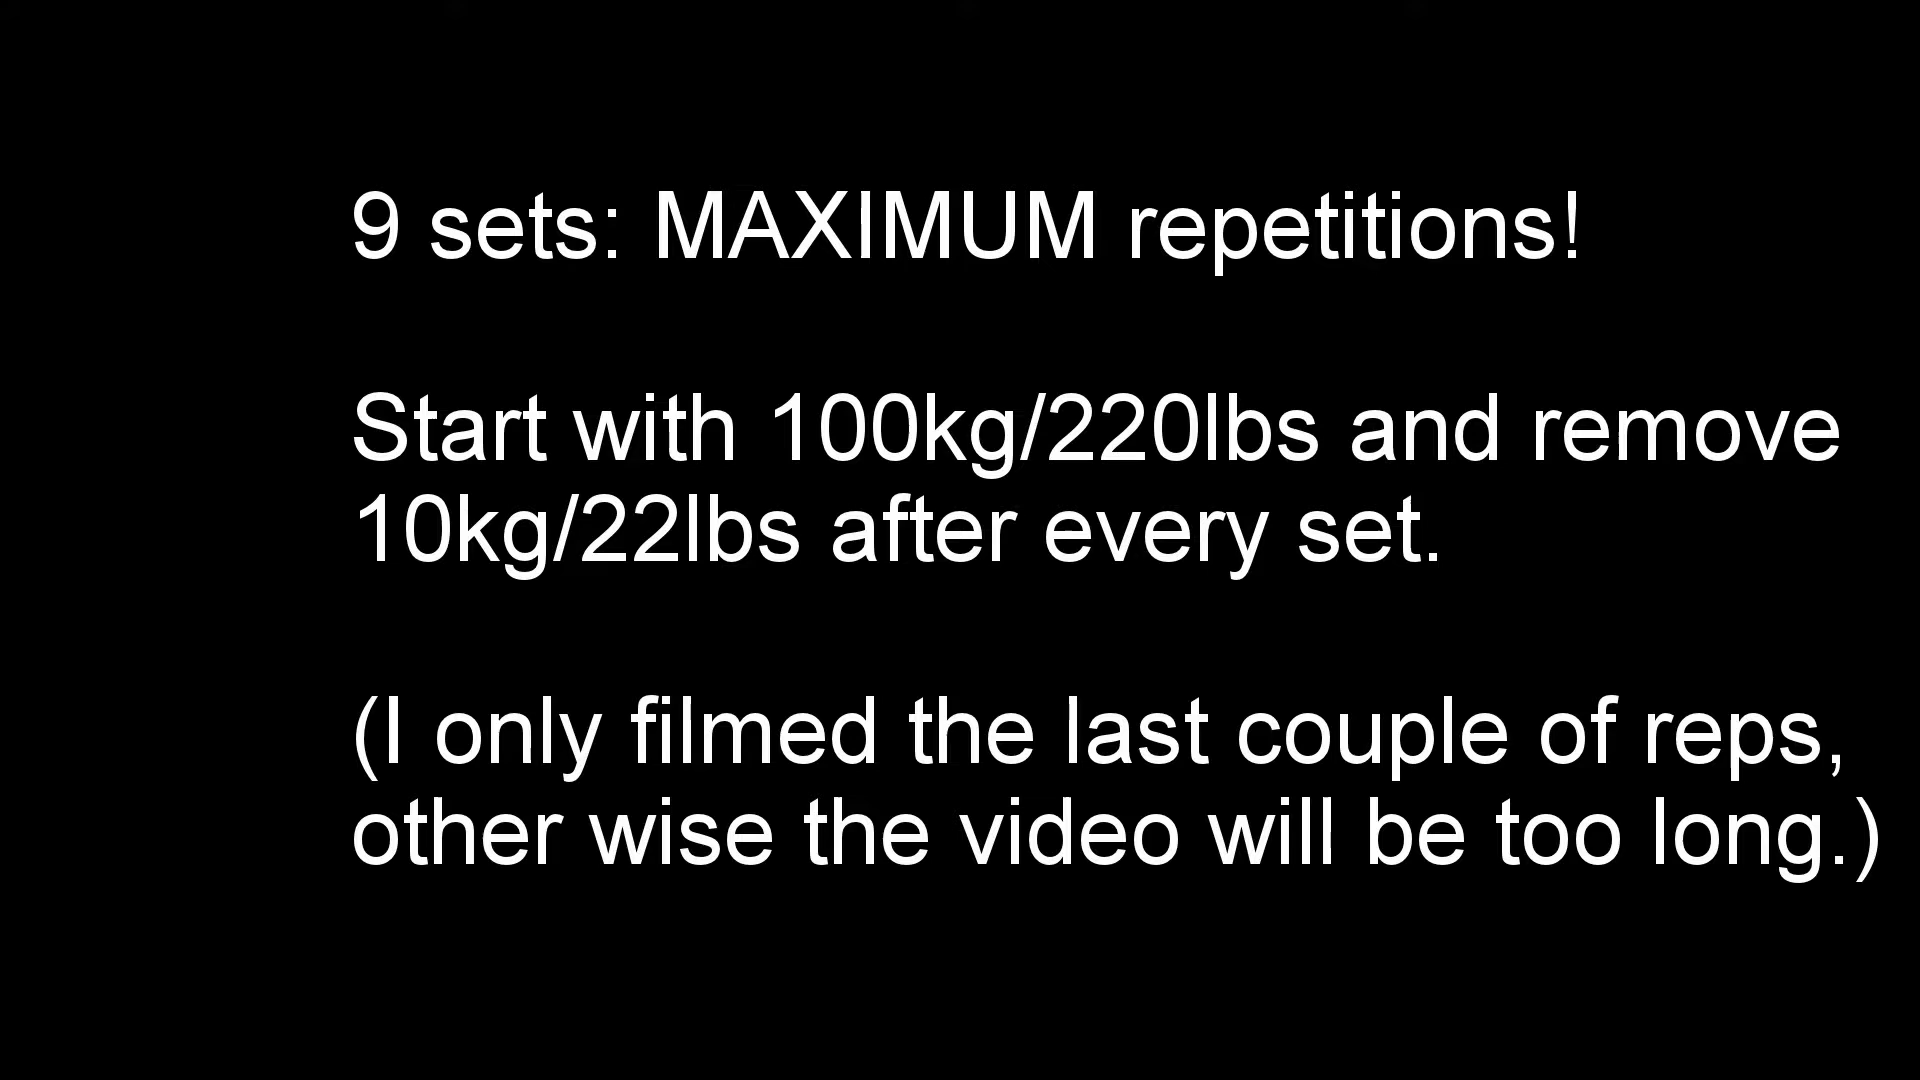 9 sets: MAXIMUM repetitions!
Start with 100kg/220lbs and remove
10kg/22lbs after every set.
(I only filmed the last couple of reps,
other wise the video will be too long.)